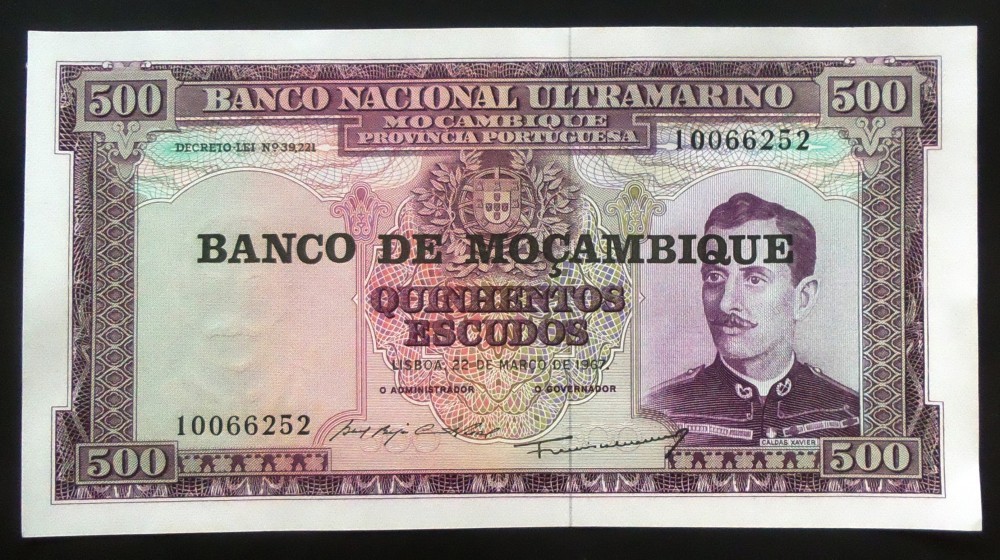 500 BANCO NACIONAL ULTRAMARINO 500
MOÇAMBIQUE
PROVINCIA PORTUGUESA
DECRETO-LEI Nº 39,221
10066252
BANCO DE MOÇAMBIQUE
QUINHENTOS
ESCUDOS
LISBOA, 22 DE MARÇO DE 1967.
O ADMINISTRADOR O GOVERNADOR
10066252
CALDAS XAVIER
500 500